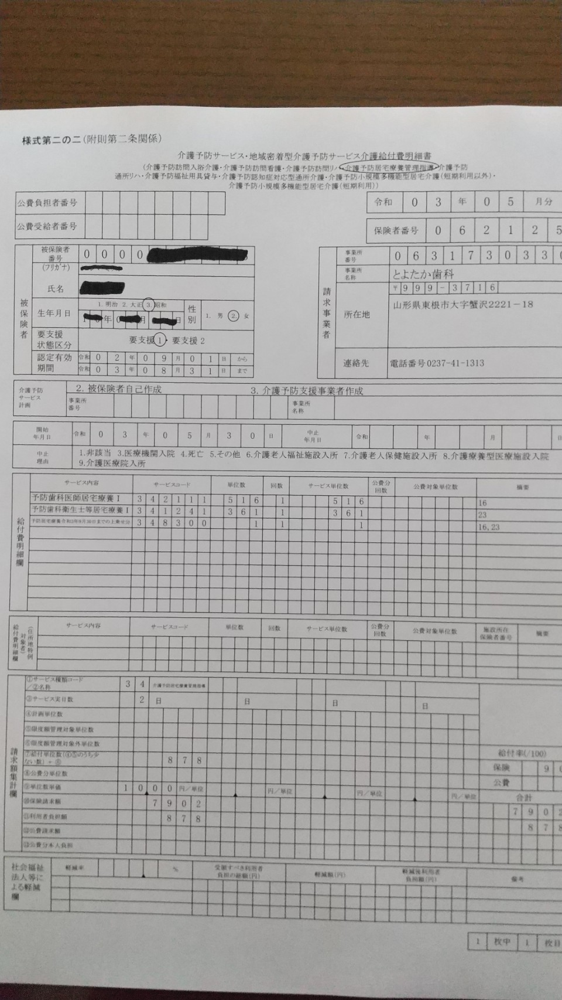 様式第二の二(附則第二条関係)
介護予防サービス・地域密着型介護予防サービス介護給付費明細書
(介護予防訪問入浴介護・介護予防訪問看護・介護予防訪問リハ・介護予防居宅療養管理指導・介護予防
通所リハ・介護予防福祉用具貸与・介護予防認知症対応型通所介護・介護予防小規模多機能型居宅介護(短期利用以外)・
介護予防小規模多機能型居宅介護(短期利用))
公費負担者番号
令和 0 3 年 0 5 月分
公費受給者番号
保険者番号 0 6 2 1 2 5
被保険者
被保険者番号 0 0 0 0
(フリガナ)
氏名
生年月日 1.明治 2.大正 3.昭和
年 月 日
性別 1. 男 2. 女
要支援状態区分 要支援1・要支援2
認定有効期間 令和 0 2 年 0 9 月 0 1 日 から
令和 0 3 年 0 8 月 3 1 日 まで
請求事業者
事業所番号 0 6 3 1 7 3 0 3 3
事業所名称 とよたか歯科
所在地 〒999-3716
山形県東根市大字蟹沢2221-18
連絡先 電話番号0237-41-1313
介護予防サービス計画 2. 被保険者自己作成 3. 介護予防支援事業者作成
事業所番号 事業所名称
開始年月日 令和 0 3 年 0 5 月 3 0 日 中止年月日 令和 年 月 日
中止理由 1.非該当 3.医療機関入院 4.死亡 5.その他 6.介護老人福祉施設入所 7.介護老人保健施設入所 8.介護療養型医療施設入院
9.介護医療院入所
給付費明細欄
サービス内容 サービスコード 単位数 回数 サービス単位数 公費分回数 公費対象単位数 摘要
予防歯科医師居宅療養Ⅰ 3 4 2 1 1 1 5 1 6 1 5 1 6 16
予防歯科衛生士等居宅療養Ⅰ 3 4 1 2 4 1 3 6 1 1 3 6 1 23
予防居宅療養令和3年9月30日までの上乗せ分 3 4 8 3 0 0 1 1 1 16,23
給付費明細欄(住所地特例対象者)
サービス内容 サービスコード 単位数 回数 サービス単位数 公費分回数 公費対象単位数 施設所在保険者番号 摘要
請求額集計欄
①サービス種類コード/②名称 3 4 介護予防居宅療養管理指導
③サービス実日数 2 日 日 日 日
④計画単位数
⑤限度額管理対象単位数
⑥限度額管理対象外単位数
⑦給付単位数(④⑤のうち少ない数)+⑥ 8 7 8
給付率(/100)
⑧公費分単位数
保険 9 0
⑨単位数単価 1 0 0 0 円/単位 円/単位 円/単位 円/単位
公費
合計
⑩保険請求額 7 9 0 2 7 9 0 2
⑪利用者負担額 8 7 8 8 7 8
⑫公費請求額
⑬公費分本人負担
社会福祉法人等による軽減欄
軽減率 % 受領すべき利用者負担の総額(円) 軽減額(円) 軽減後利用者負担額(円) 備考
1 枚中 1 枚目